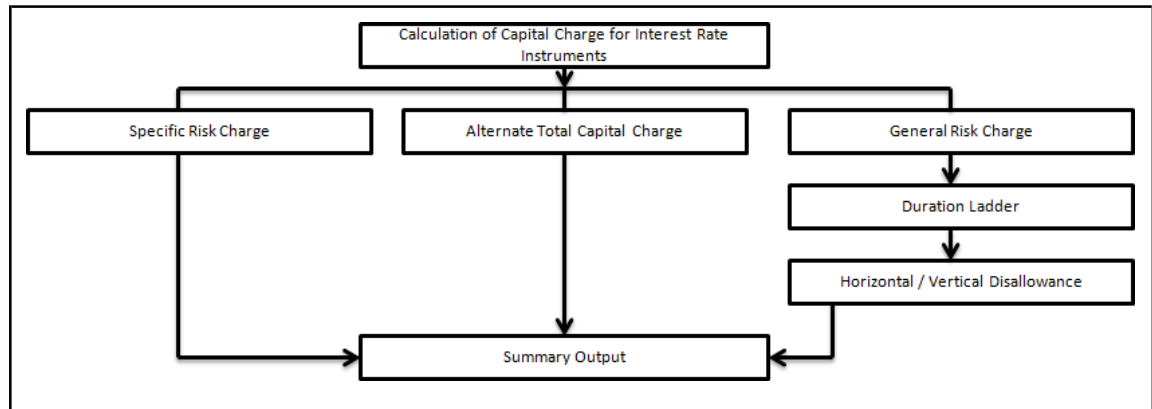 Calculation of Capital Charge for Interest Rate
Instruments
Specific Risk Charge
Alternate Total Capital Charge
General Risk Charge
Duration Ladder
Horizontal / Vertical Disallowance
Summary Output